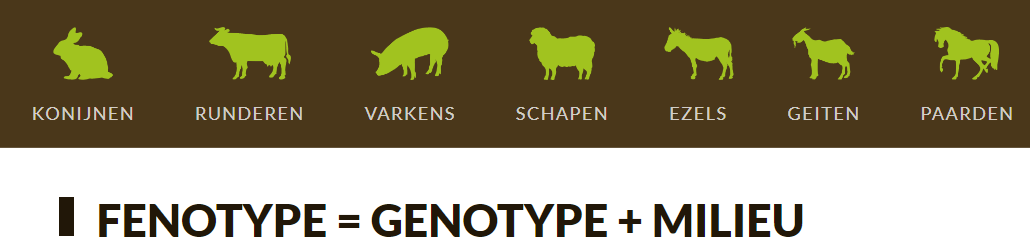 KONIJNEN RUNDEREN VARKENS SCHAPEN EZELS GEITEN PAARDEN
FENOTYPE = GENOTYPE + MILIEU